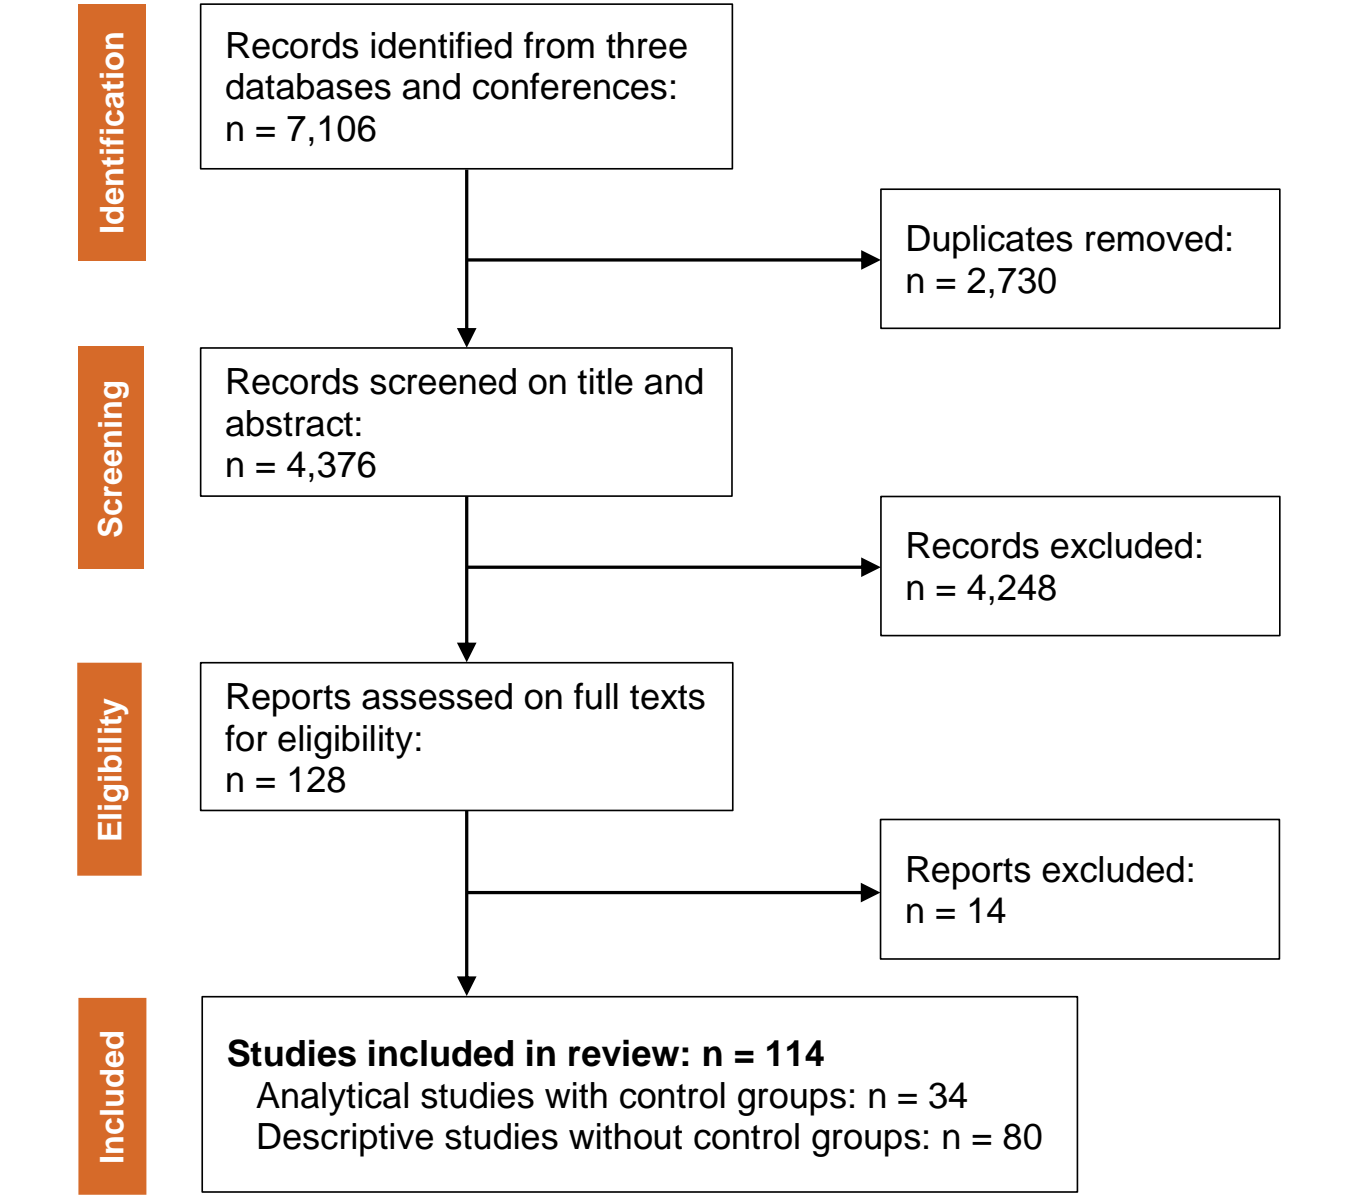 Identification
Records identified from three
databases and conferences:
n = 7,106
Duplicates removed:
n = 2,730
Screening
Records screened on title and
abstract:
n = 4,376
Records excluded:
n = 4,248
Eligibility
Reports assessed on full texts
for eligibility:
n = 128
Reports excluded:
n = 14
Included
Studies included in review: n = 114
Analytical studies with control groups: n = 34
Descriptive studies without control groups: n = 80